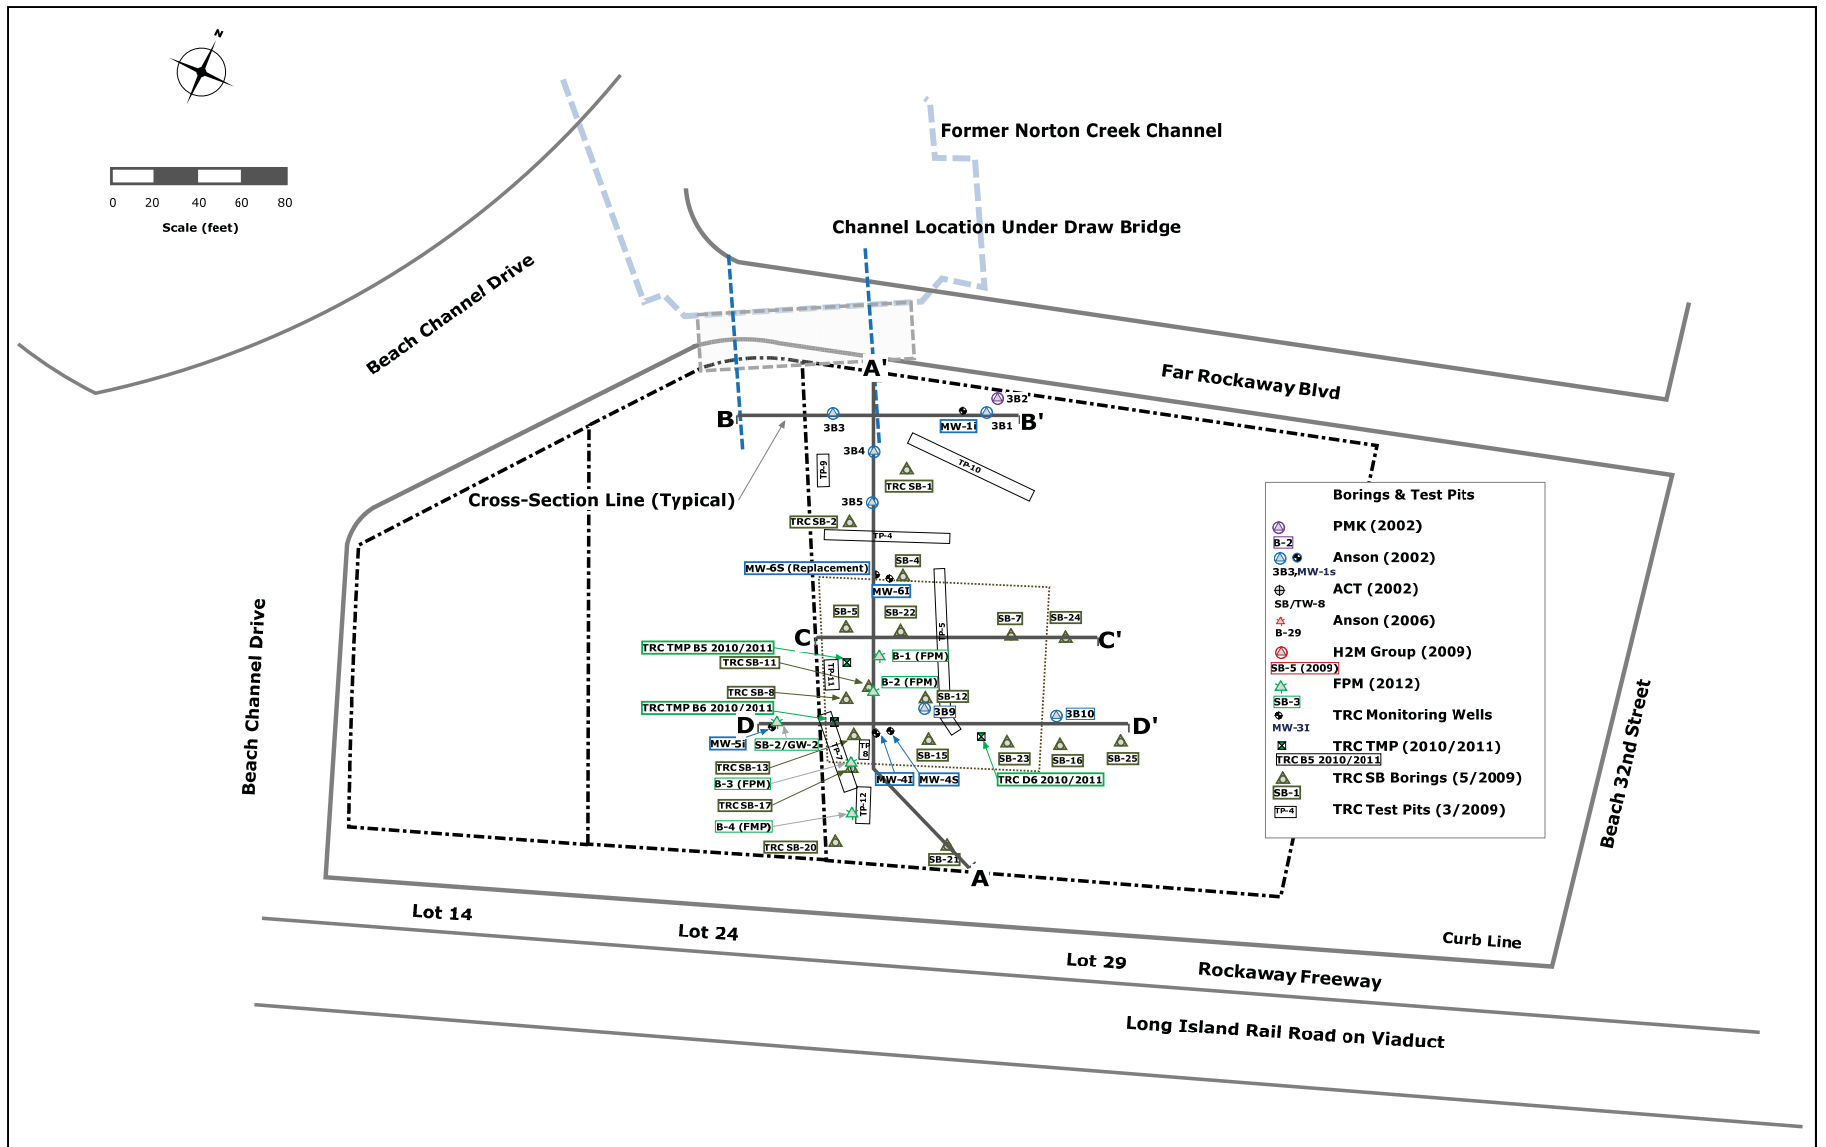 N
Former Norton Creek Channel
0 20 40 60 80
Scale (feet)
Channel Location Under Draw Bridge
Beach Channel Drive
A'
Far Rockaway Blvd
3B2
B
B'
3B3
MW-1i
3B1
3B4
TP-9
TP-10
TRC SB-1
Cross-Section Line (Typical)
3B5
TRC SB-2
TP-4
SB-4
MW-6S (Replacement)
MW-6I
SB-5
SB-22
SB-7
SB-24
TP-5
C
C'
TRC TMP B5 2010/2011
B-1 (FPM)
TRC SB-11
TP-11
B-2 (FPM)
TRC SB-8
SB-12
TRC TMP B6 2010/2011
3B9
3B10
D
D'
MW-5i
SB-2/GW-2
TP-7
TP
8
SB-15
SB-23
SB-16
SB-25
TRC SB-13
B-3 (FPM)
MW-4I
MW-4S
TRC D6 2010/2011
TRC SB-17
TP-12
B-4 (FMP)
TRC SB-20
SB-21
A
Borings & Test Pits
PMK (2002)
B-2
Anson (2002)
3B3,MW-1s
ACT (2002)
SB/TW-8
Anson (2006)
B-29
H2M Group (2009)
SB-5 (2009)
FPM (2012)
SB-3
TRC Monitoring Wells
MW-3I
TRC TMP (2010/2011)
TRC B5 2010/2011
TRC SB Borings (5/2009)
SB-1
TRC Test Pits (3/2009)
TP-4
Beach Channel Drive
Beach 32nd Street
Lot 14
Lot 24
Lot 29
Curb Line
Rockaway Freeway
Long Island Rail Road on Viaduct